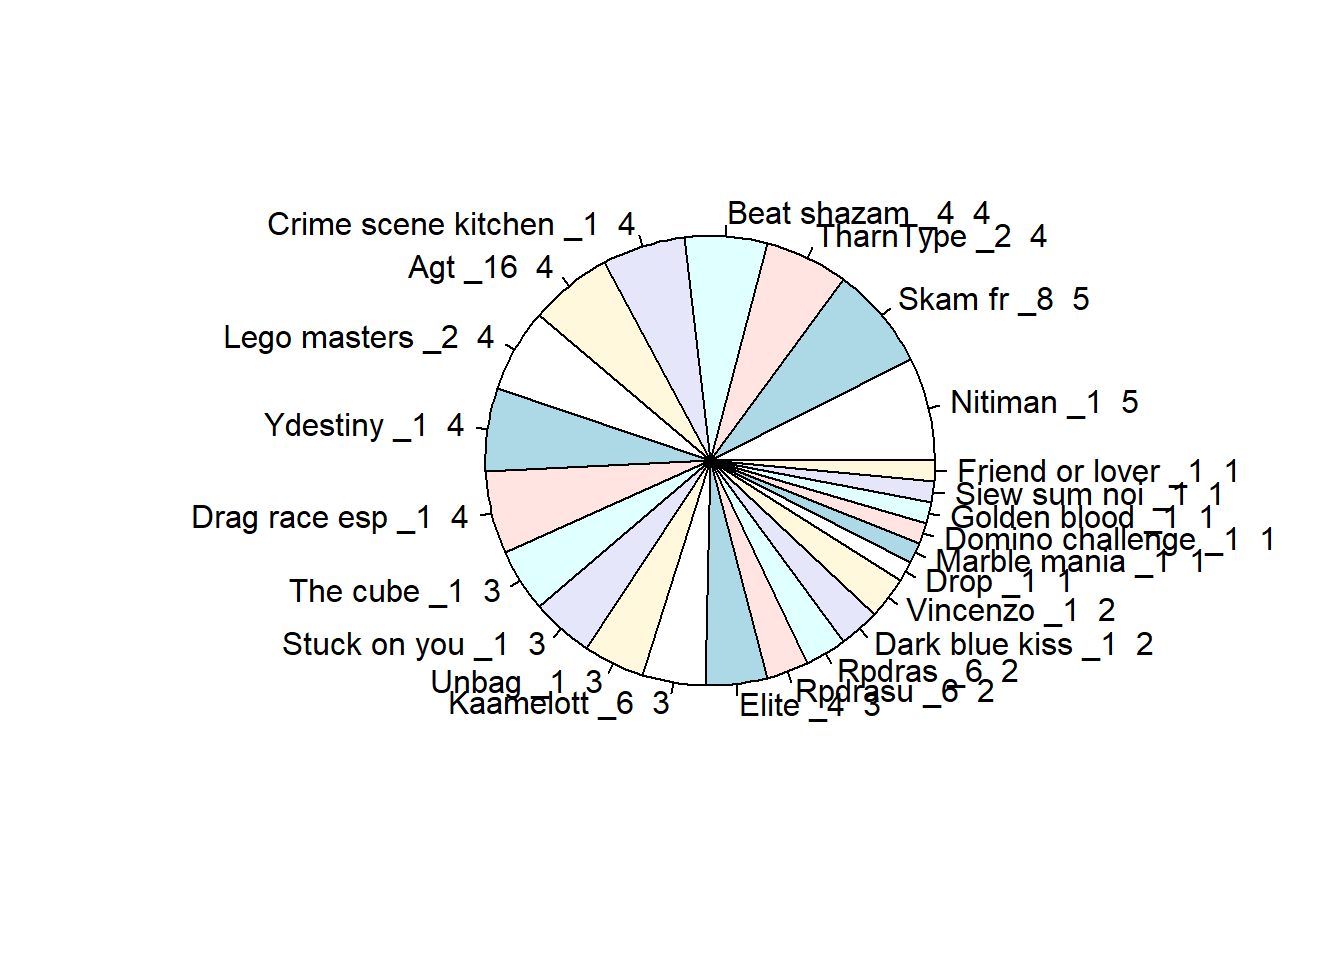 Beat shazam _4  4
Crime scene kitchen _1  4
TharnType _2  4
Agt _16  4
Skam fr _8  5
Lego masters _2  4
Nitiman _1  5
Ydestiny _1  4
Friend or lover _1  1
Siew sum noi _1  1
Drag race esp _1  4
Golden blood _1  1
Domino challenge _1  1
Marble mania _1  1
Drop _1  1
The cube _1  3
Vincenzo _1  2
Stuck on you _1  3
Dark blue kiss _1  2
Rpdras _6  2
Unbag _1  3
Rpdrasu _6  2
Kaamelott _6  3
Elite _4  3